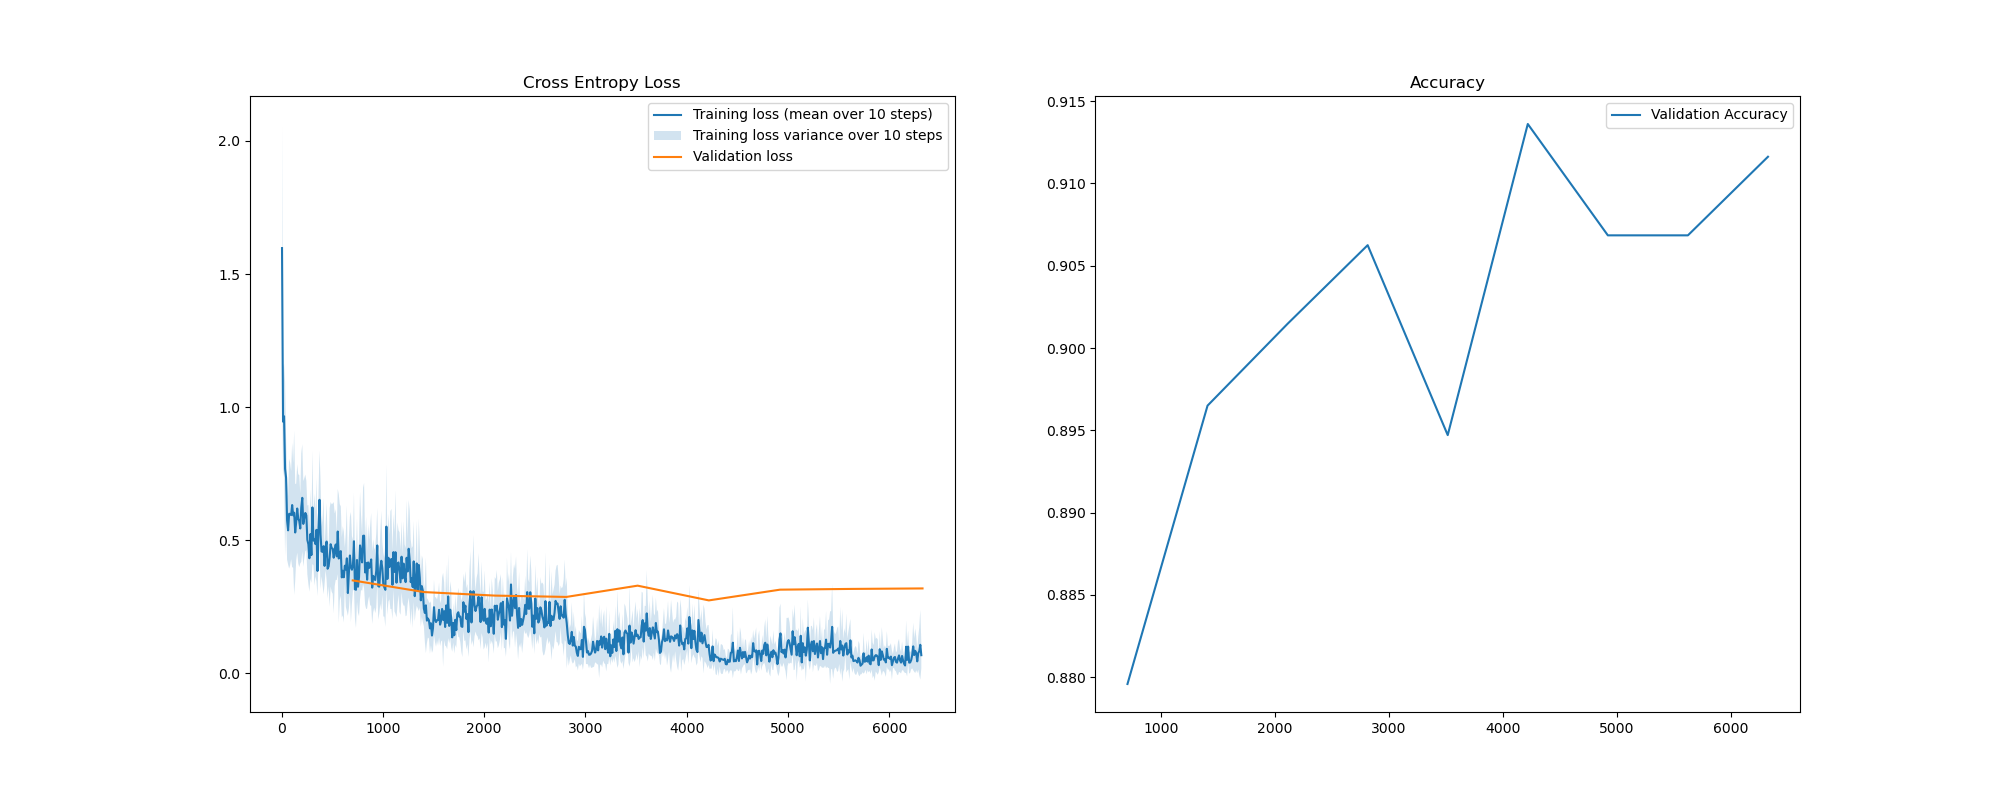 Cross Entropy Loss
Training loss (mean over 10 steps)
Training loss variance over 10 steps
Validation loss
2.0
1.5
1.0
0.5
0.0
0 1000 2000 3000 4000 5000 6000
Accuracy
Validation Accuracy
0.915
0.910
0.905
0.900
0.895
0.890
0.885
0.880
1000 2000 3000 4000 5000 6000